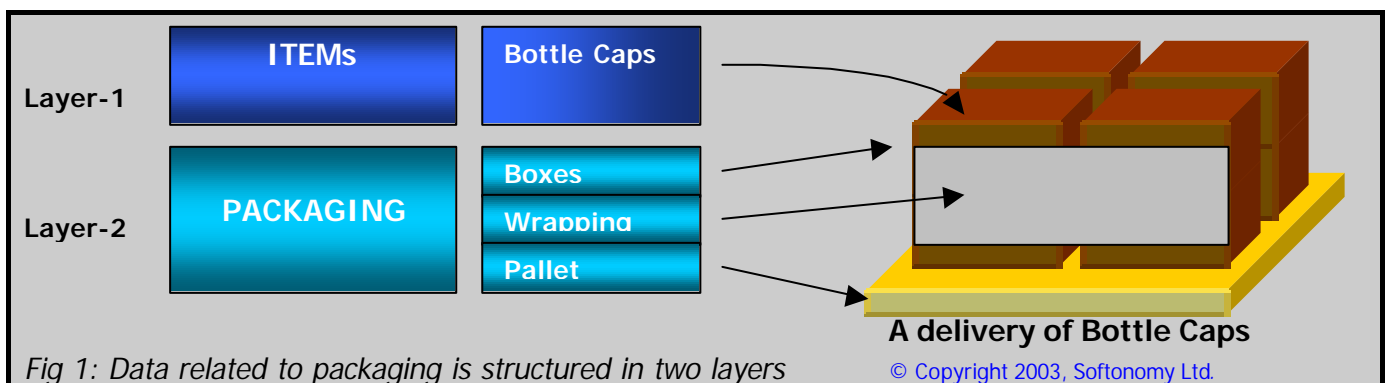 ITEMs
Bottle Caps
Layer-1
Boxes
PACKAGING
Wrapping
Layer-2
Pallet
A delivery of Bottle Caps
Fig 1: Data related to packaging is structured in two layers
© Copyright 2003, Softonomy Ltd.